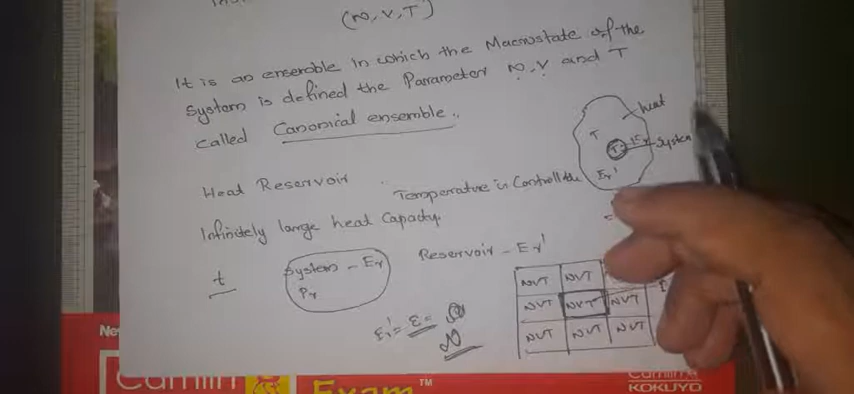 (N, V, T)
It is an ensemble in which the Macrostate of the
System is defined the Parameter N, V and T
called Canonical ensemble.
heat
T
T
Er
System
Er'
Heat Reservoir
Temperature is Controll the
Infinitely large heat Capacity.
t
System - Er
Pr
Reservoir - Er'
NVT NVT
NVT NVT NVT
NVT NVT NVT
Camlin
Exam™
KOKUYO